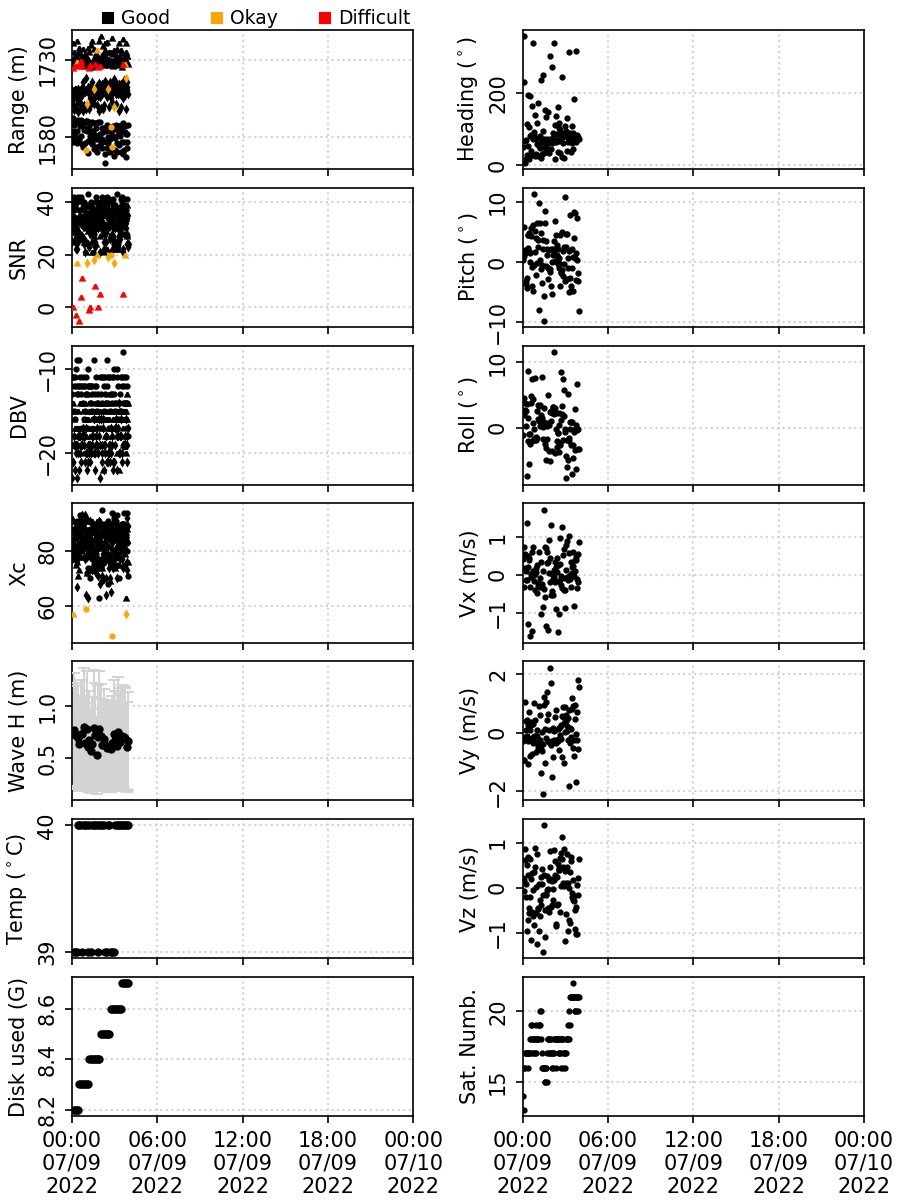 Good Okay Difficult
Range (m)
1730
1580
Heading (°)
200
0
SNR
40
20
0
Pitch (°)
10
0
−10
DBV
−10
−20
Roll (°)
10
0
Xc
80
60
Vx (m/s)
1
0
−1
Wave H (m)
1.0
0.5
Vy (m/s)
2
0
−2
Temp (°C)
40
39
Vz (m/s)
1
0
−1
Disk used (G)
8.6
8.4
8.2
Sat. Numb.
20
15
00:00 06:00 12:00 18:00 00:00
07/09 07/09 07/09 07/09 07/10
2022 2022 2022 2022 2022
00:00 06:00 12:00 18:00 00:00
07/09 07/09 07/09 07/09 07/10
2022 2022 2022 2022 2022